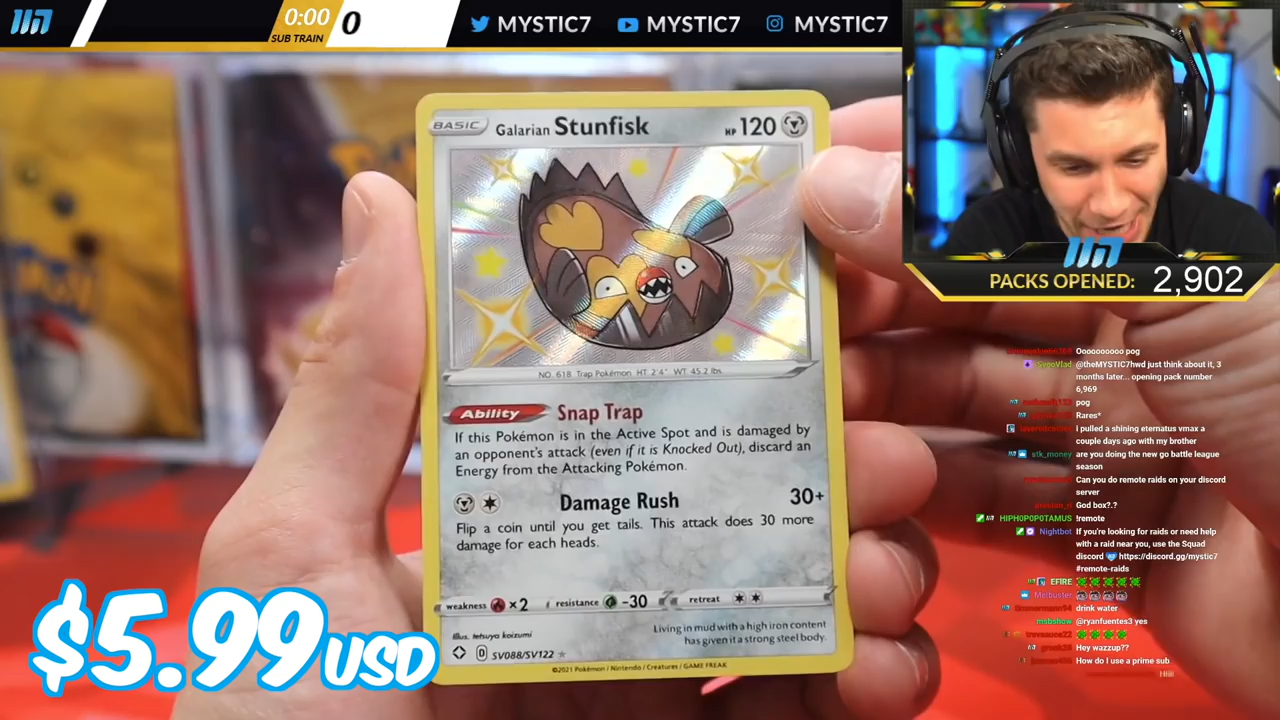 0:00
SUB TRAIN
0
MYSTIC7
MYSTIC7
MYSTIC7
PACKS OPENED: 2,902
BASIC
Galarian Stunfisk
HP 120
NO. 618 Trap Pokémon HT: 2'4" WT: 45.2 lbs.
Ability Snap Trap
If this Pokémon is in the Active Spot and is damaged by
an opponent's attack (even if it is Knocked Out), discard an
Energy from the Attacking Pokémon.
Damage Rush 30+
Flip a coin until you get tails. This attack does 30 more
damage for each heads.
weakness ×2 resistance -30 retreat
Illus. tetsuya koizumi
Living in mud with a high iron content
has given it a strong steel body.
SV088/SV122
©2021 Pokémon / Nintendo / Creatures / GAME FREAK
$5.99 USD
Ooooooooo pog
SypoVlad @theMYSTIC7hwd just think about it, 3
months later... opening pack number
6,969
pog
Rares*
i pulled a shining eternatus vmax a
couple days ago with my brother
stk_money are you doing the new go battle league
season
Can you do remote raids on your discord
server
God box?.?
HIPH0P0P0TAMUS !remote
Nightbot If you're looking for raids or need help
with a raid near you, use the Squad
discord https://discord.gg/mystic7
#remote-raids
EFIRE
Meibuster
timmermann94 drink water
msbshow @ryanfuentes3 yes
Hey wazzup??
How do I use a prime sub